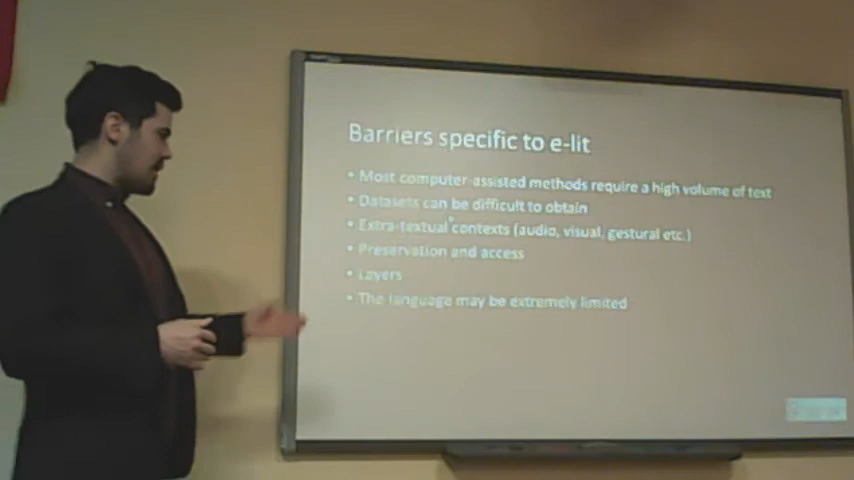 Barriers specific to e-lit
• Most computer-assisted methods require a high volume of text
• Datasets can be difficult to obtain
• Extra-textual contexts (audio, visual, gestural etc.)
• Preservation and access
• Layers
• The language may be extremely limited